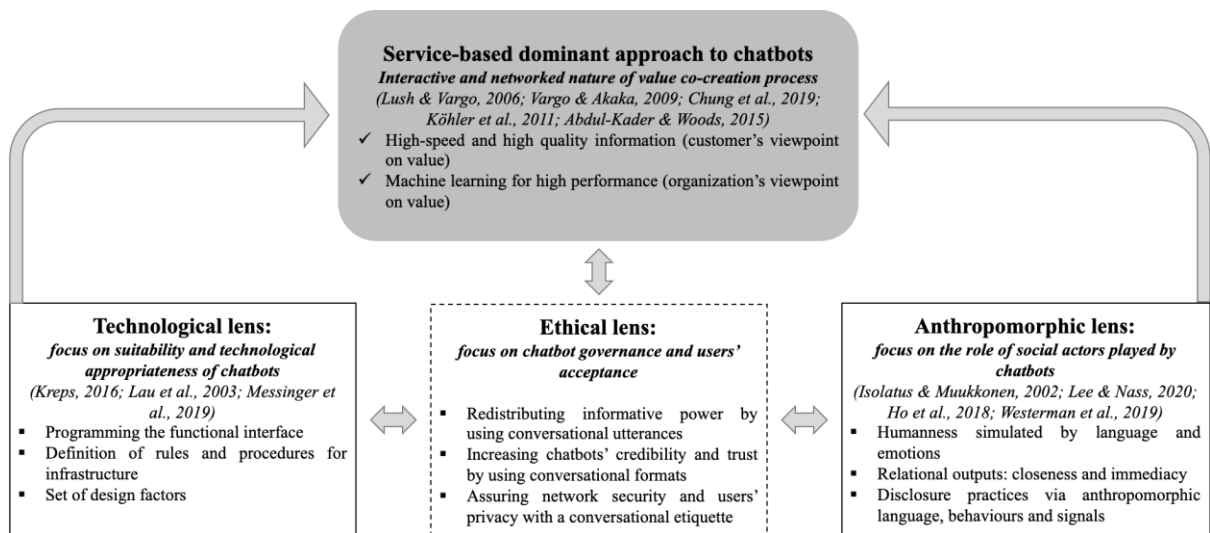 Service-based dominant approach to chatbots
Interactive and networked nature of value co-creation process
(Lush & Vargo, 2006; Vargo & Akaka, 2009; Chung et al., 2019;
Köhler et al., 2011; Abdul-Kader & Woods, 2015)
✓ High-speed and high quality information (customer's viewpoint
on value)
✓ Machine learning for high performance (organization's viewpoint
on value)
Technological lens:
focus on suitability and technological
appropriateness of chatbots
(Kreps, 2016; Lau et al., 2003; Messinger et
al., 2019)
▪ Programming the functional interface
▪ Definition of rules and procedures for
infrastructure
▪ Set of design factors
Ethical lens:
focus on chatbot governance and users'
acceptance
▪ Redistributing informative power by
using conversational utterances
▪ Increasing chatbots' credibility and trust
by using conversational formats
▪ Assuring network security and users'
privacy with a conversational etiquette
Anthropomorphic lens:
focus on the role of social actors played by
chatbots
(Isolatus & Muukkonen, 2002; Lee & Nass, 2020;
Ho et al., 2018; Westerman et al., 2019)
▪ Humanness simulated by language and
emotions
▪ Relational outputs: closeness and immediacy
▪ Disclosure practices via anthropomorphic
language, behaviours and signals